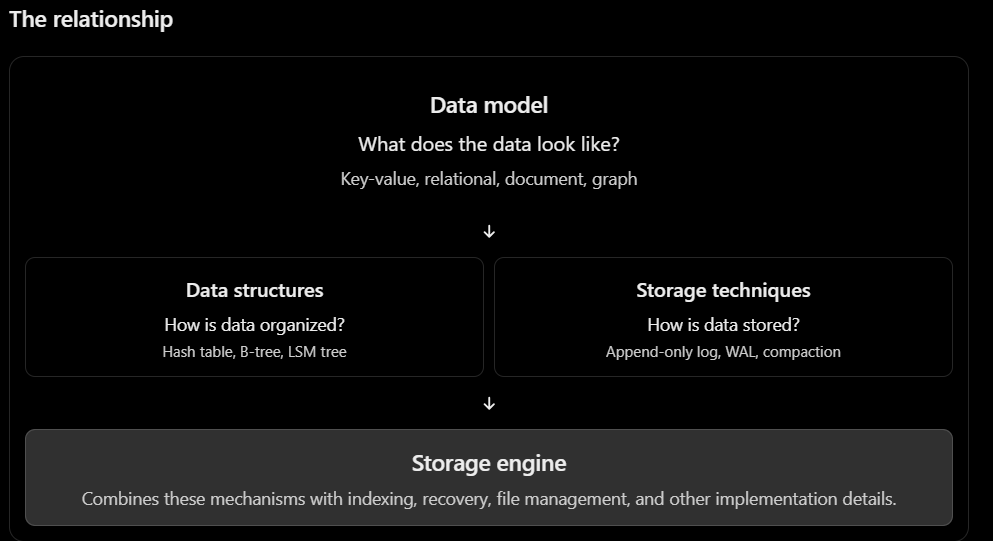 The relationship
Data model
What does the data look like?
Key-value, relational, document, graph
↓
Data structures
How is data organized?
Hash table, B-tree, LSM tree
Storage techniques
How is data stored?
Append-only log, WAL, compaction
↓
Storage engine
Combines these mechanisms with indexing, recovery, file management, and other implementation details.